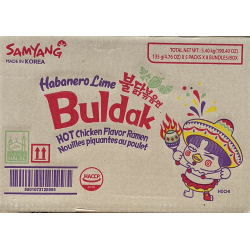 SAMYANG
MADE IN KOREA
TOTAL NET WT. : 5.40 kg (190.40 OZ)
135 g (4.76 OZ) X 5 PACKS X 8 BUNDLES/BOX
Habanero Lime
불닭볶음면
Buldak
HOT Chicken Flavor Ramen
Nouilles piquantes au poulet
HACCP
HOCHI